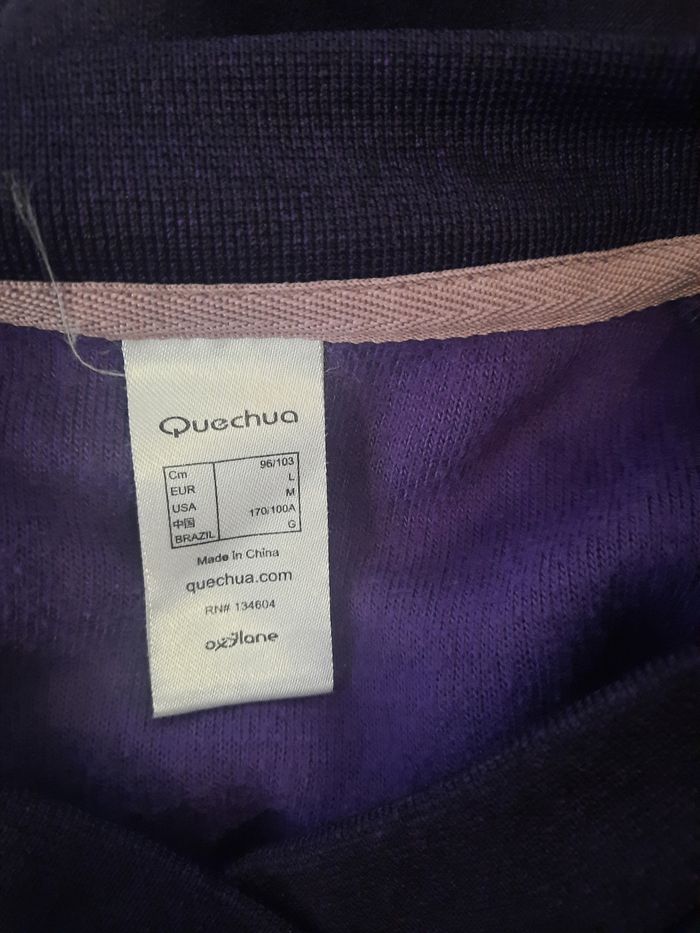 Quechua
Cm 96/103
EUR L
USA M
中国 170/100A
BRAZIL G
Made in China
quechua.com
RN# 134604
oxylane